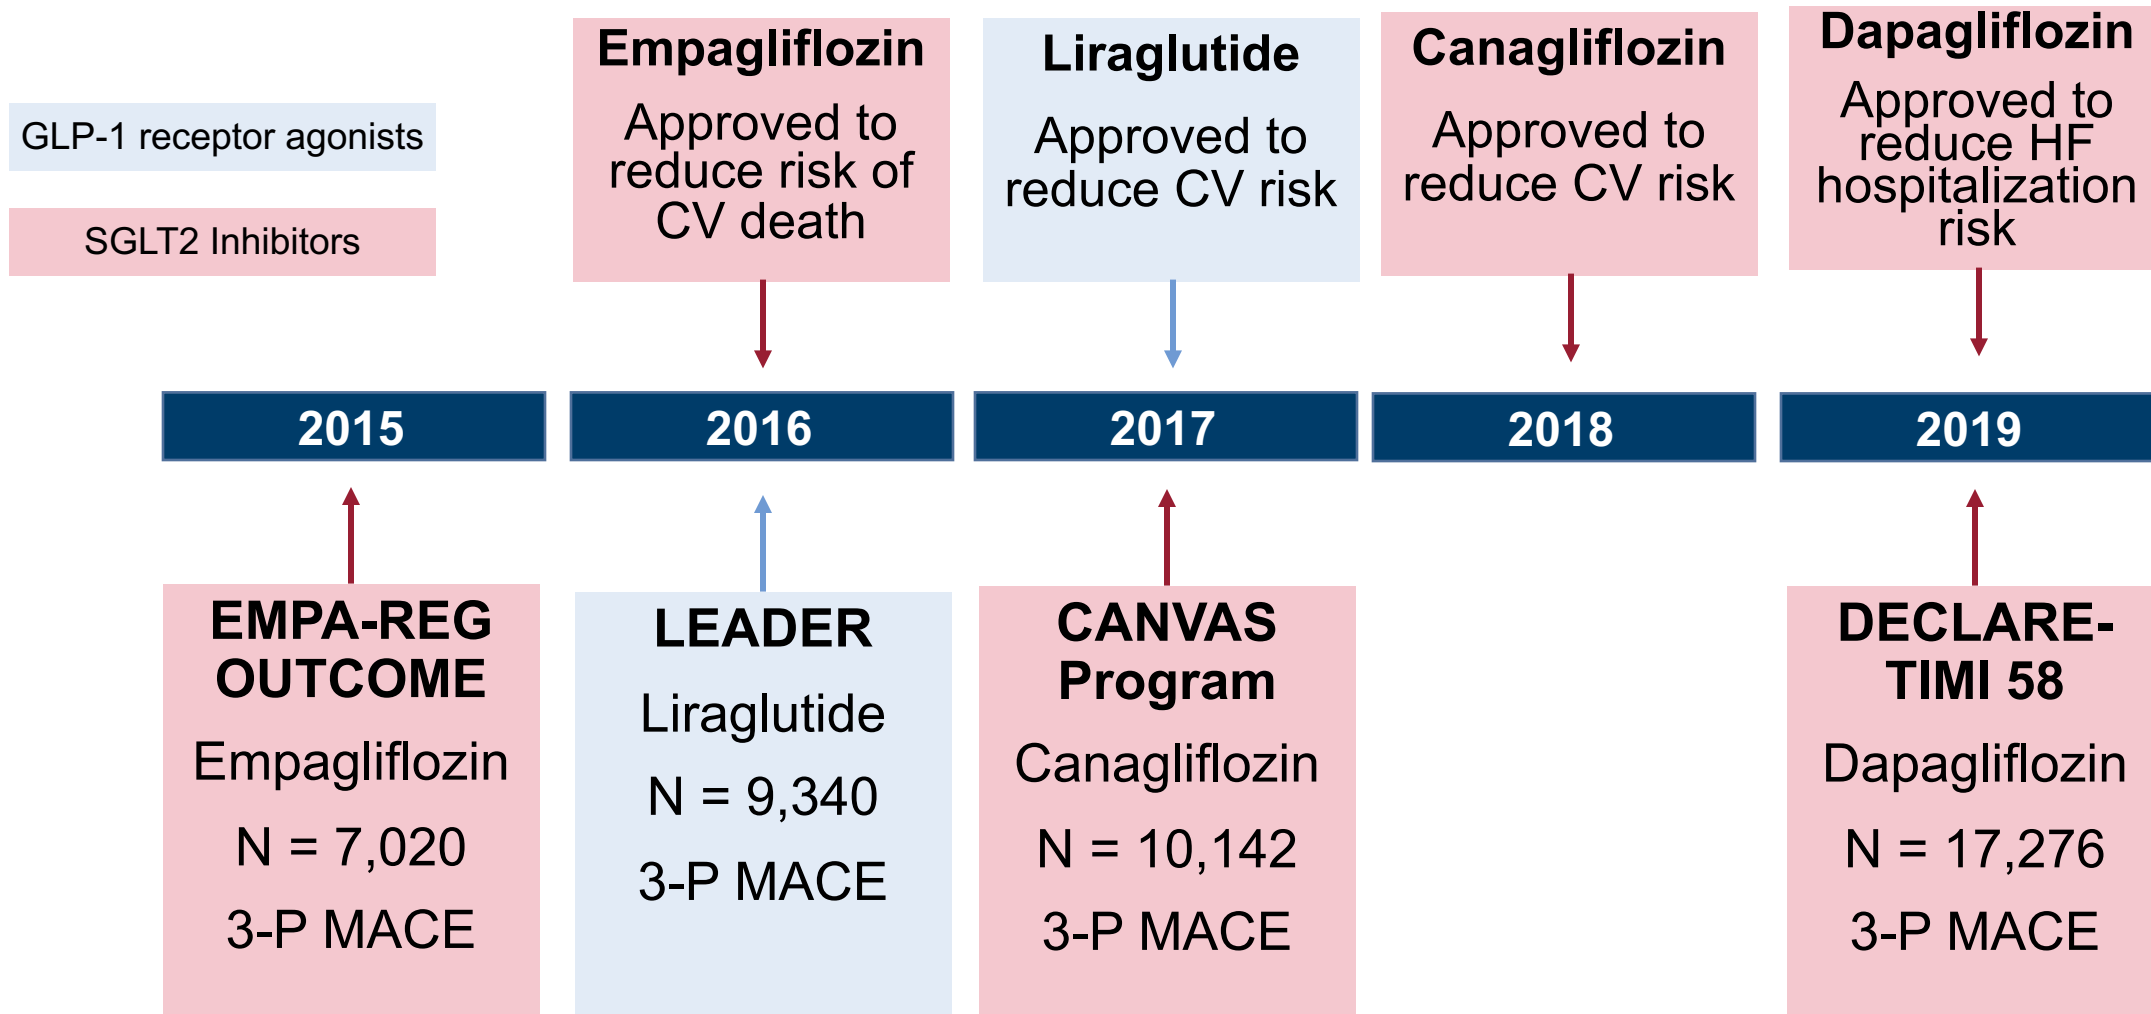 GLP-1 receptor agonists
SGLT2 Inhibitors
Empagliflozin
Approved to
reduce risk of
CV death
Liraglutide
Approved to
reduce CV risk
Canagliflozin
Approved to
reduce CV risk
Dapagliflozin
Approved to
reduce HF
hospitalization
risk
2015
2016
2017
2018
2019
EMPA-REG
OUTCOME
Empagliflozin
N = 7,020
3-P MACE
LEADER
Liraglutide
N = 9,340
3-P MACE
CANVAS
Program
Canagliflozin
N = 10,142
3-P MACE
DECLARE-
TIMI 58
Dapagliflozin
N = 17,276
3-P MACE